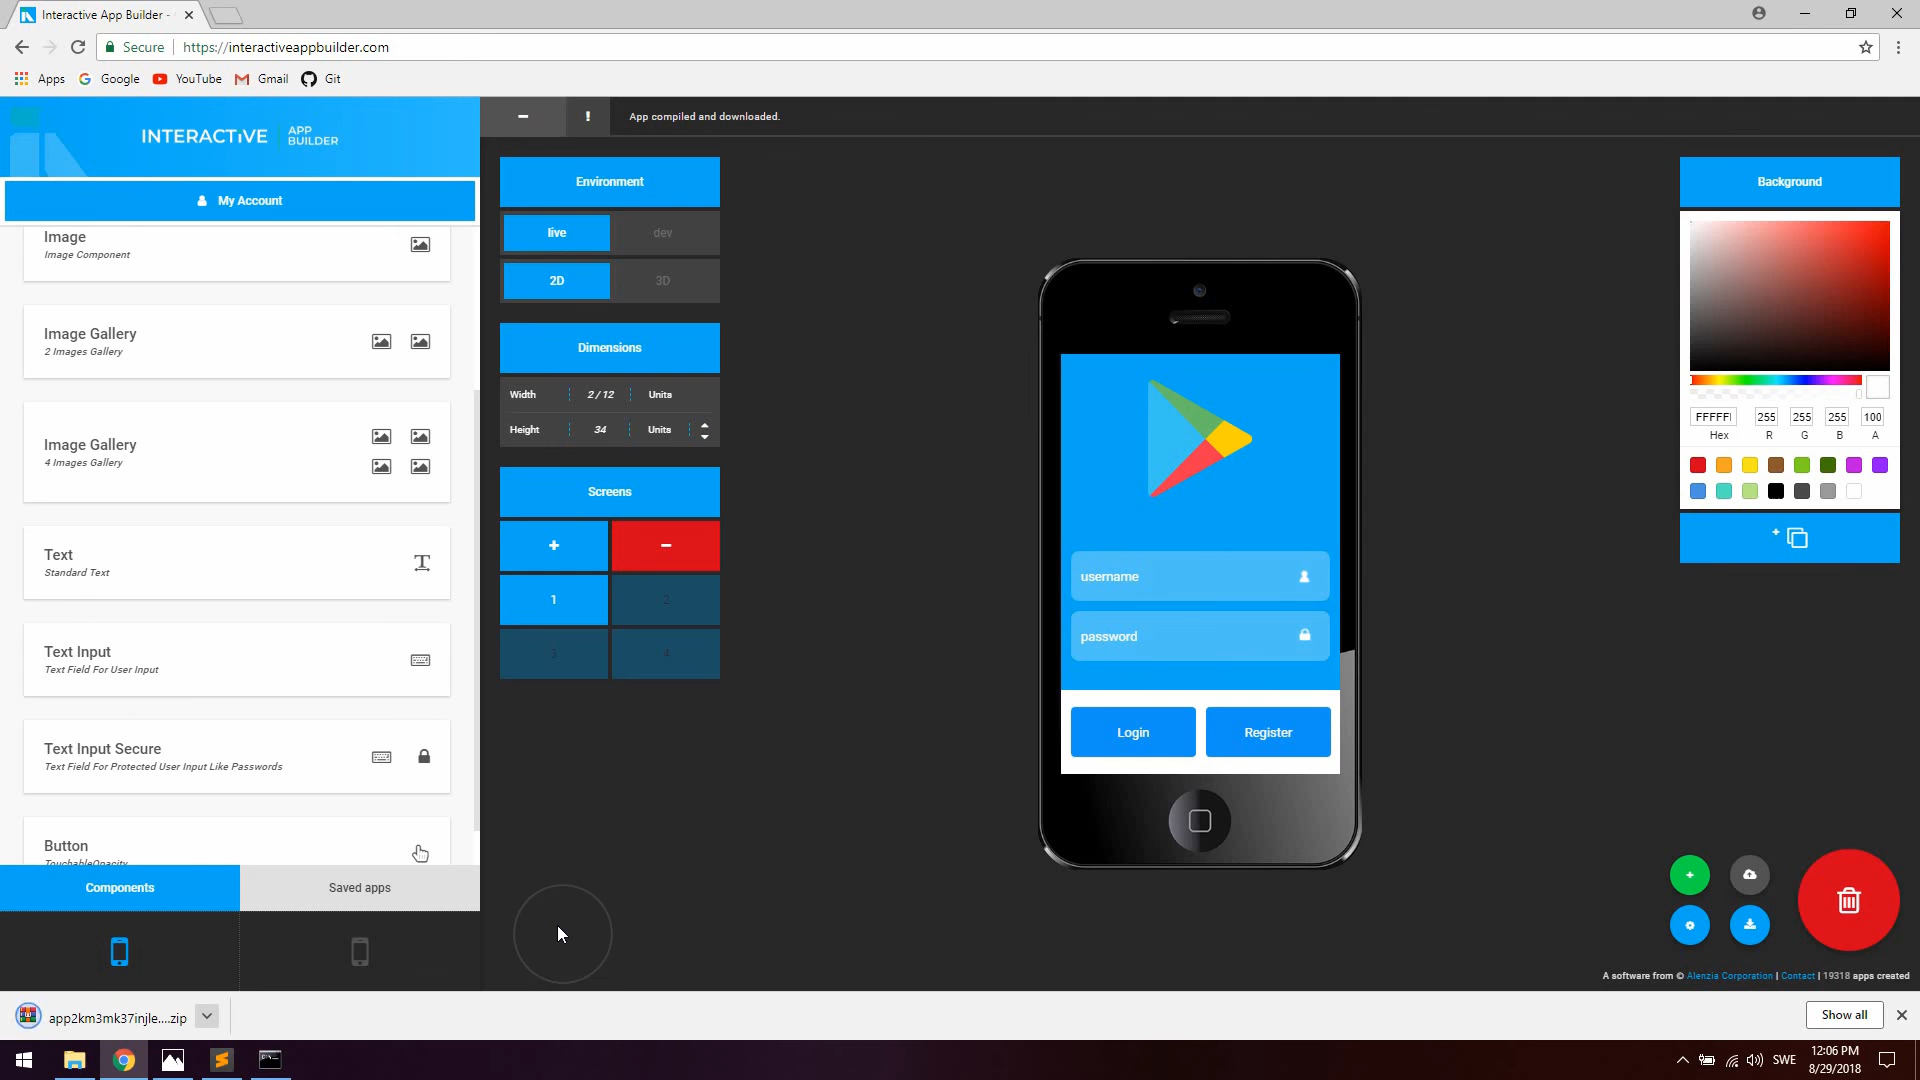 Interactive App Builder -
Secure
https://interactiveappbuilder.com
Apps
Google
YouTube
Gmail
Git
INTERACTiVE
APP
BUILDER
My Account
Image
Image Component
Image Gallery
2 Images Gallery
Image Gallery
4 Images Gallery
Text
Standard Text
Text Input
Text Field For User Input
Text Input Secure
Text Field For Protected User Input Like Passwords
Button
TouchableOpacity
Components
Saved apps
!
App compiled and downloaded.
Environment
live
dev
2D
3D
Dimensions
Width
2 / 12
Units
Height
34
Units
Screens
+
−
1
2
3
4
username
password
Login
Register
Background
FFFFF
255
255
255
100
Hex
R
G
B
A
A software from © Alenzia Corporation | Contact | 19318 apps created
app2km3mk37injle....zip
Show all
SWE
12:06 PM
8/29/2018